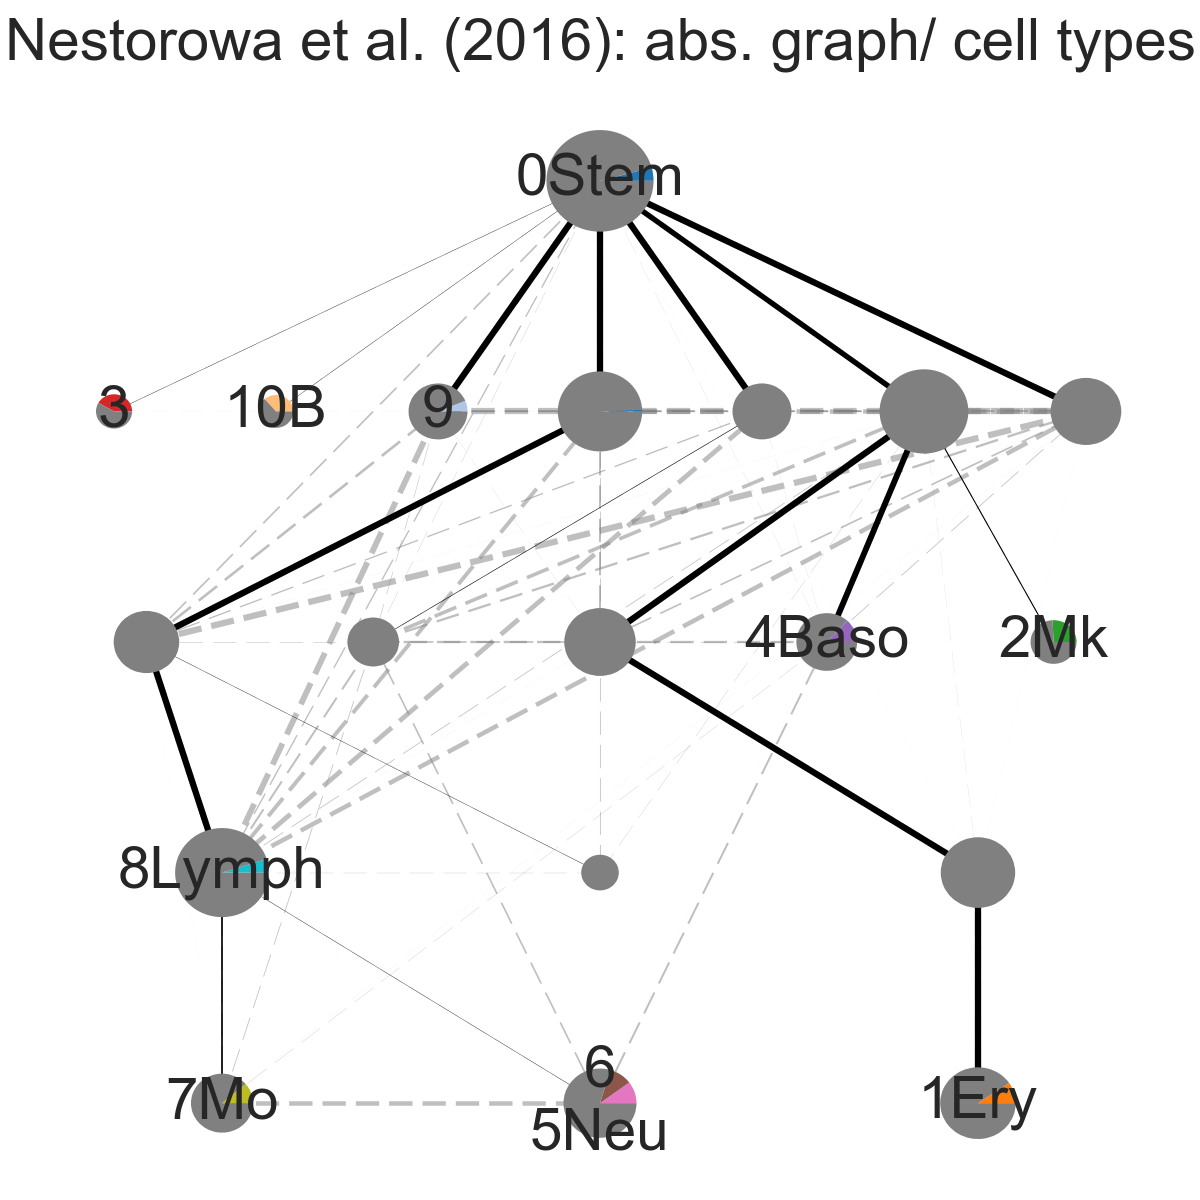 Nestorowa et al. (2016): abs. graph/ cell types
0Stem
3
10B
9
4Baso
2Mk
8Lymph
7Mo
6
5Neu
1Ery